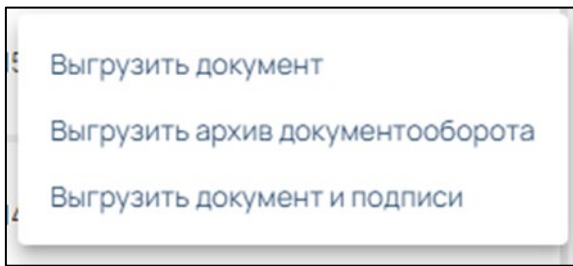 Выгрузить документ
Выгрузить архив документооборота
Выгрузить документ и подписи